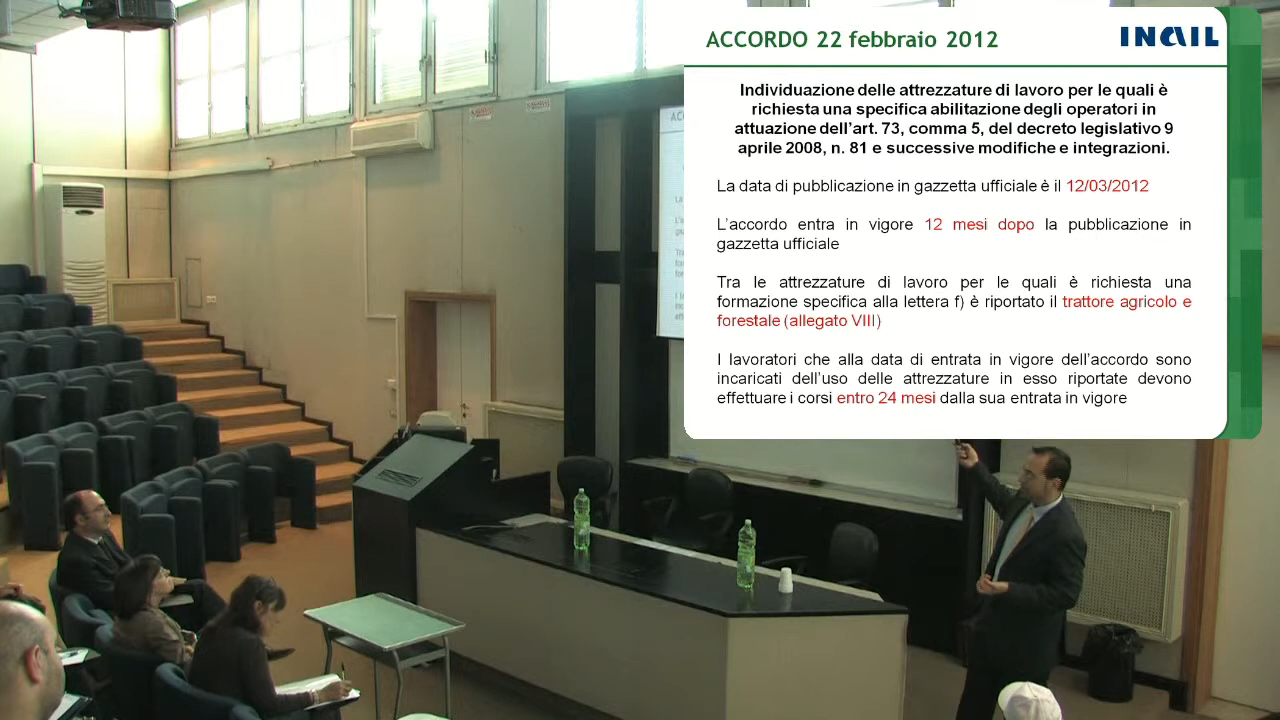 ACCORDO 22 febbraio 2012
INAIL
Individuazione delle attrezzature di lavoro per le quali è
richiesta una specifica abilitazione degli operatori in
attuazione dell'art. 73, comma 5, del decreto legislativo 9
aprile 2008, n. 81 e successive modifiche e integrazioni.
La data di pubblicazione in gazzetta ufficiale è il 12/03/2012
L'accordo entra in vigore 12 mesi dopo la pubblicazione in
gazzetta ufficiale
Tra le attrezzature di lavoro per le quali è richiesta una
formazione specifica alla lettera f) è riportato il trattore agricolo e
forestale (allegato VIII)
I lavoratori che alla data di entrata in vigore dell'accordo sono
incaricati dell'uso delle attrezzature in esso riportate devono
effettuare i corsi entro 24 mesi dalla sua entrata in vigore